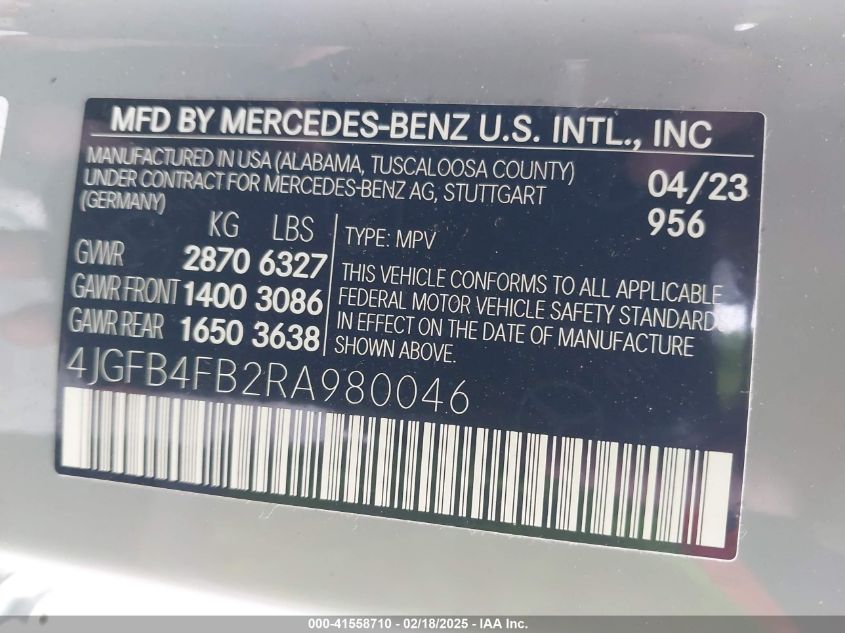 MFD BY MERCEDES-BENZ U.S. INTL., INC
MANUFACTURED IN USA (ALABAMA, TUSCALOOSA COUNTY)
UNDER CONTRACT FOR MERCEDES-BENZ AG, STUTTGART
(GERMANY)
04/23
956
KG LBS
GVWR 2870 6327
GAWR FRONT 1400 3086
GAWR REAR 1650 3638
TYPE: MPV
THIS VEHICLE CONFORMS TO ALL APPLICABLE
FEDERAL MOTOR VEHICLE SAFETY STANDARDS
IN EFFECT ON THE DATE OF MANUFACTURE
SHOWN ABOVE.
4JGFB4FB2RA980046
000-41558710 - 02/18/2025 - IAA Inc.